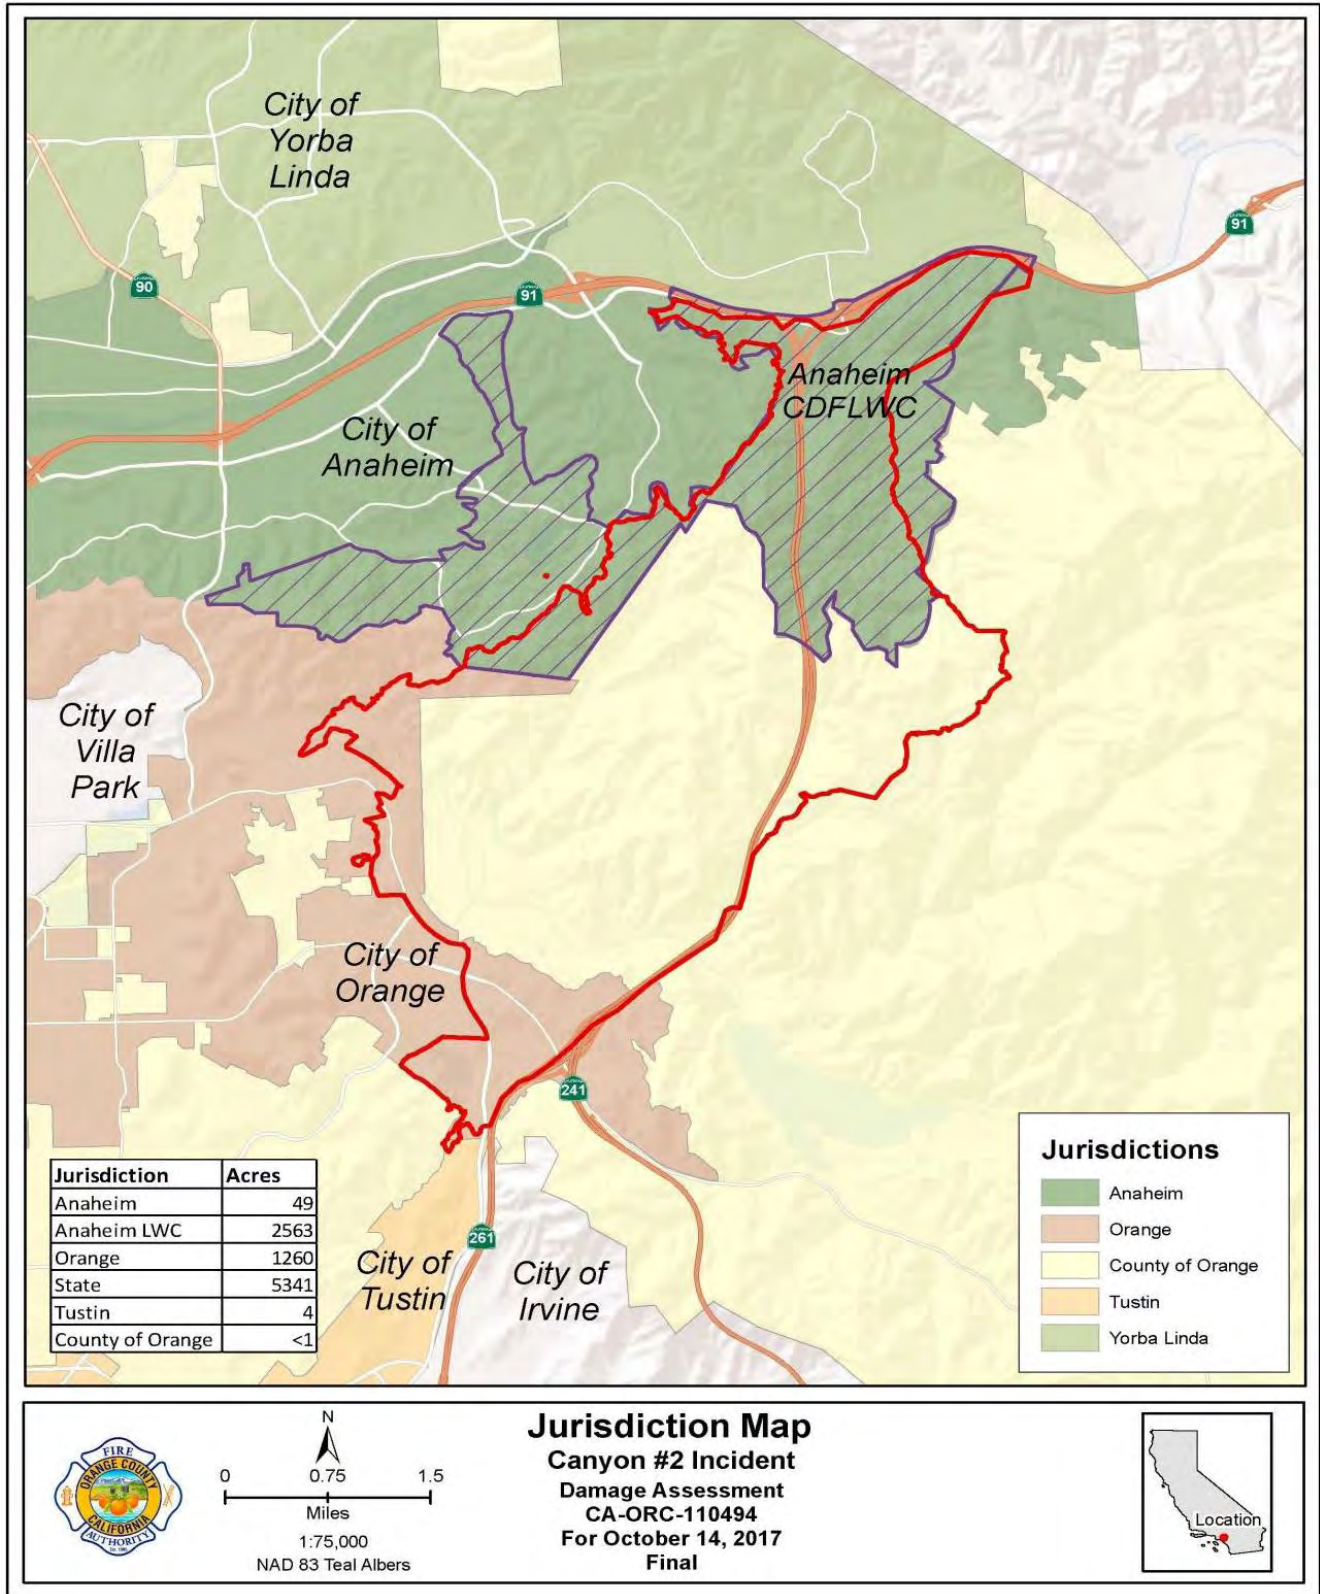 City of
Yorba
Linda
91
90
91
Anaheim
CDFLWC
City of
Anaheim
City of
Villa
Park
City of
Orange
241
261
City of
Tustin
City of
Irvine
Jurisdiction Acres
Anaheim 49
Anaheim LWC 2563
Orange 1260
State 5341
Tustin 4
County of Orange <1
Jurisdictions
Anaheim
Orange
County of Orange
Tustin
Yorba Linda
FIRE
ORANGE COUNTY
CALIFORNIA
AUTHORITY
N
0 0.75 1.5
Miles
1:75,000
NAD 83 Teal Albers
Jurisdiction Map
Canyon #2 Incident
Damage Assessment
CA-ORC-110494
For October 14, 2017
Final
Location